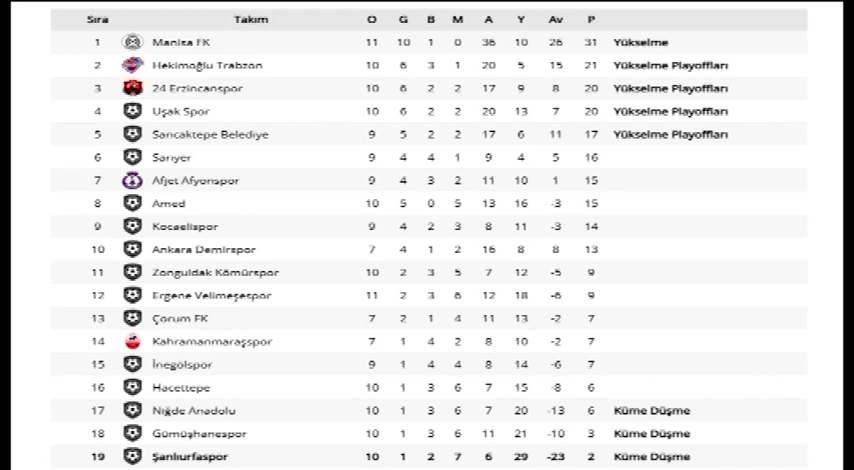 Sıra Takım O G B M A Y Av P
1 Manisa FK 11 10 1 0 36 10 26 31 Yükselme
2 Hekimoğlu Trabzon 10 6 3 1 20 5 15 21 Yükselme Playoffları
3 24 Erzincanspor 10 6 2 2 17 9 8 20 Yükselme Playoffları
4 Uşak Spor 10 6 2 2 20 13 7 20 Yükselme Playoffları
5 Sancaktepe Belediye 9 5 2 2 17 6 11 17 Yükselme Playoffları
6 Sarıyer 9 4 4 1 9 4 5 16
7 Afjet Afyonspor 9 4 3 2 11 10 1 15
8 Amed 10 5 0 5 13 16 -3 15
9 Kocaelispor 9 4 2 3 8 11 -3 14
10 Ankara Demirspor 7 4 1 2 16 8 8 13
11 Zonguldak Kömürspor 10 2 3 5 7 12 -5 9
12 Ergene Velimeşespor 11 2 3 6 12 18 -6 9
13 Çorum FK 7 2 1 4 11 13 -2 7
14 Kahramanmaraşspor 7 1 4 2 8 10 -2 7
15 İnegölspor 9 1 4 4 8 14 -6 7
16 Hacettepe 10 1 3 6 7 15 -8 6
17 Niğde Anadolu 10 1 3 6 7 20 -13 6 Küme Düşme
18 Gümüşhanespor 10 1 3 6 11 21 -10 3 Küme Düşme
19 Şanlıurfaspor 10 1 2 7 6 29 -23 2 Küme Düşme